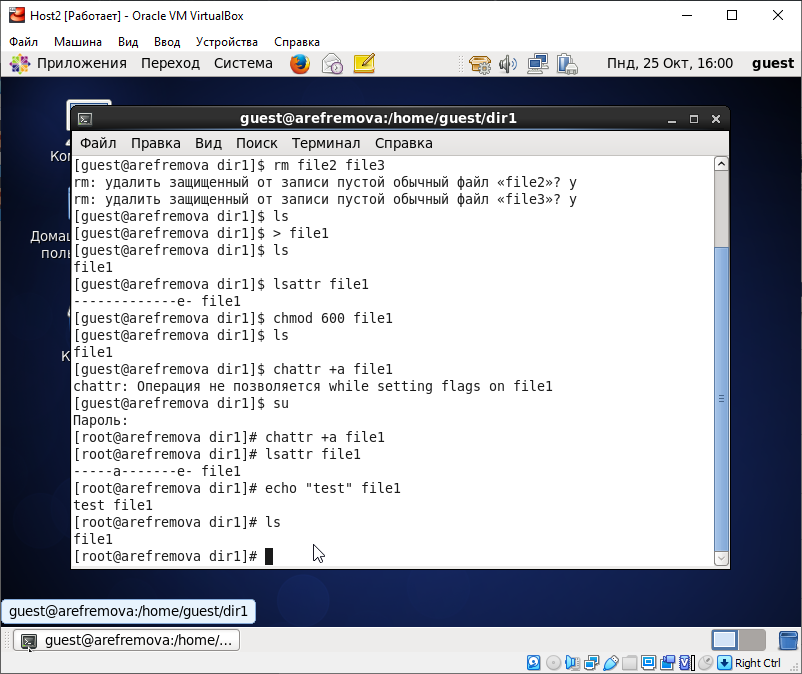 Host2 [Работает] - Oracle VM VirtualBox
Файл Машина Вид Ввод Устройства Справка
Приложения Переход Система Пнд, 25 Окт, 16:00 guest
guest@arefremova:/home/guest/dir1
Файл Правка Вид Поиск Терминал Справка
[guest@arefremova dir1]$ rm file2 file3
rm: удалить защищенный от записи пустой обычный файл «file2»? y
rm: удалить защищенный от записи пустой обычный файл «file3»? y
[guest@arefremova dir1]$ ls
[guest@arefremova dir1]$ > file1
[guest@arefremova dir1]$ ls
file1
[guest@arefremova dir1]$ lsattr file1
-------------e- file1
[guest@arefremova dir1]$ chmod 600 file1
[guest@arefremova dir1]$ ls
file1
[guest@arefremova dir1]$ chattr +a file1
chattr: Операция не позволяется while setting flags on file1
[guest@arefremova dir1]$ su
Пароль:
[root@arefremova dir1]# chattr +a file1
[root@arefremova dir1]# lsattr file1
-----a-------e- file1
[root@arefremova dir1]# echo "test" file1
test file1
[root@arefremova dir1]# ls
file1
[root@arefremova dir1]#
guest@arefremova:/home/guest/dir1
guest@arefremova:/home/...
Right Ctrl